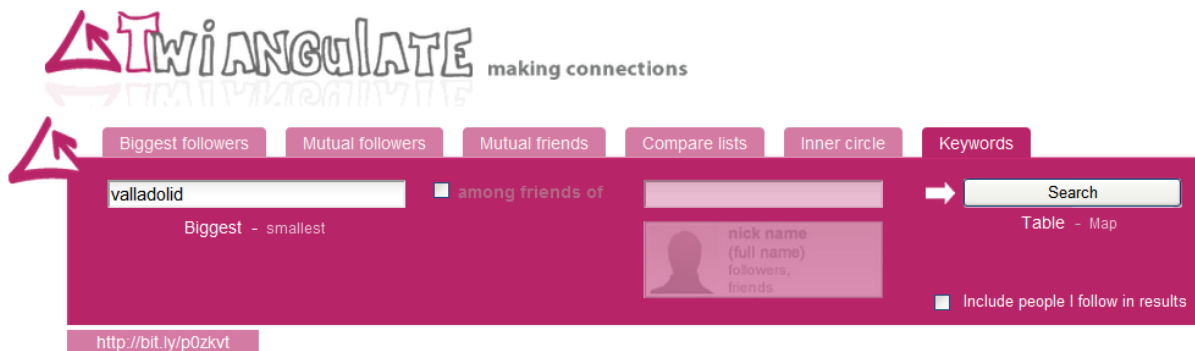 TWiANGulATE making connections
Biggest followers Mutual followers Mutual friends Compare lists Inner circle Keywords
valladolid among friends of Search
Biggest - smallest Table - Map
nick name
(full name)
followers,
friends
Include people I follow in results
http://bit.ly/p0zkvt